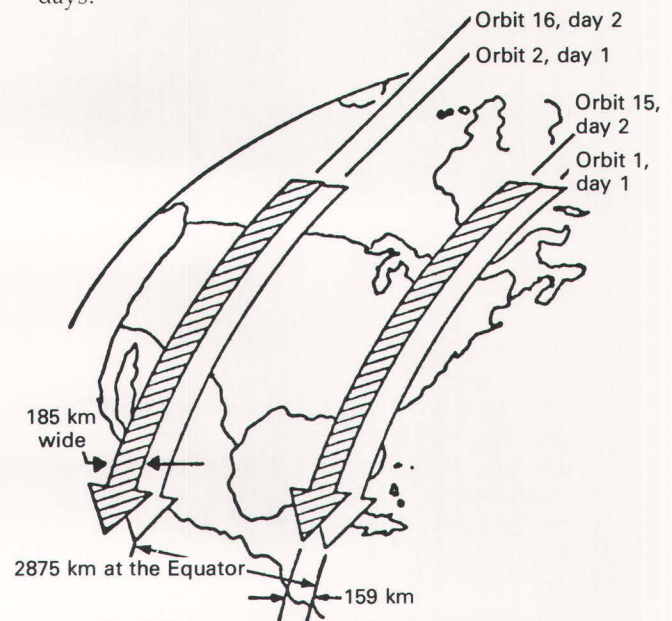 days.
Orbit 16, day 2
Orbit 2, day 1
Orbit 15,
day 2
Orbit 1,
day 1
185 km
wide
2875 km at the Equator
159 km